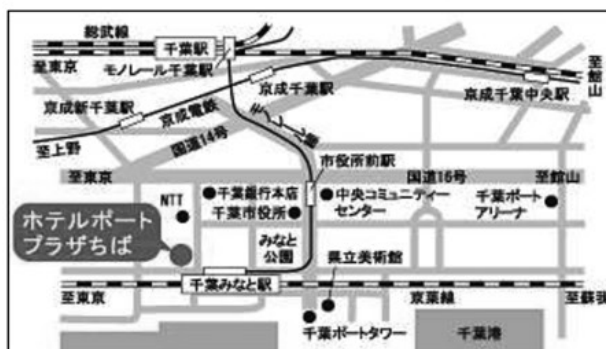 総武線
千葉駅
至東京
モノレール千葉駅
至館山
京成千葉駅
京成千葉中央駅
京成新千葉駅
京成電鉄
モノレール
国道14号
至上野
市役所前駅
至東京
国道16号
至館山
NTT
千葉銀行本店
中央コミュニティー
センター
千葉ポート
アリーナ
千葉市役所
ホテルポート
プラザちば
みなと
公園
県立美術館
千葉みなと駅
至東京
京葉線
至蘇我
千葉ポートタワー
千葉港